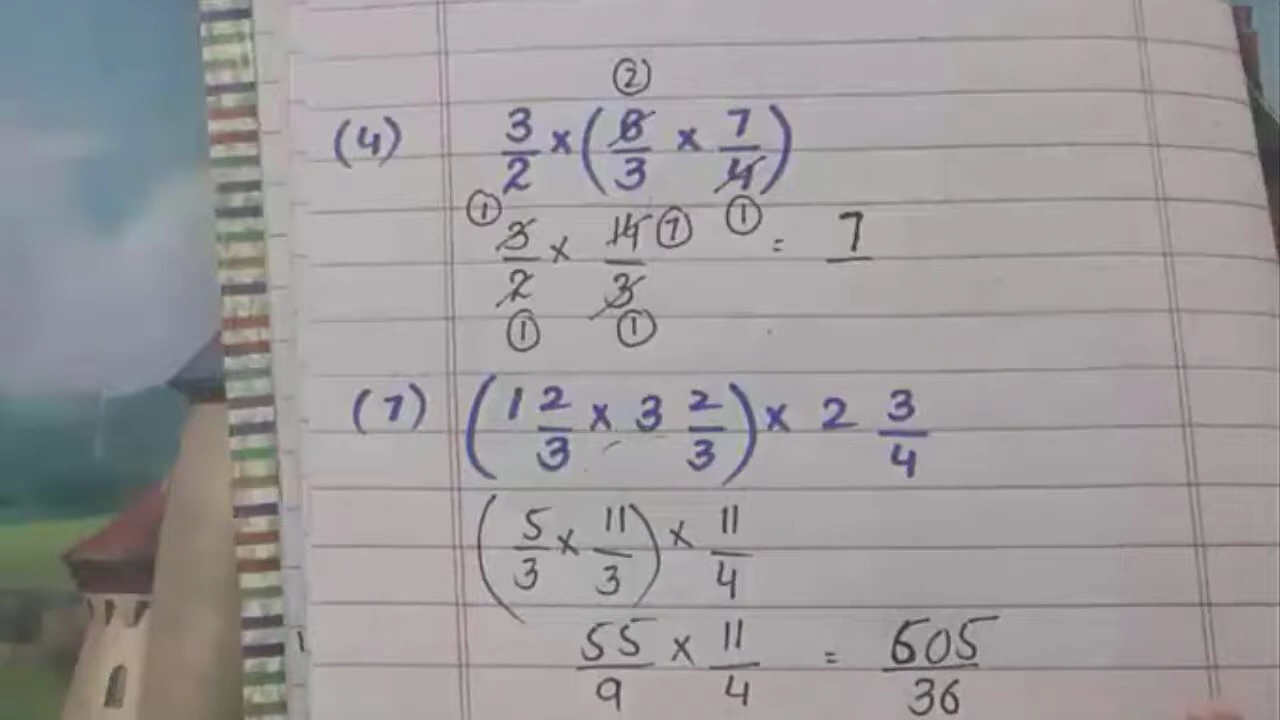 (2)
(4) 3/2 × (8/3 × 7/4)
(1) 3/2 × 14/3 (7) (1) = 7
(1) (1)
(7) (1 2/3 × 3 2/3) × 2 3/4
(5/3 × 11/3) × 11/4
55/9 × 11/4 = 605/36